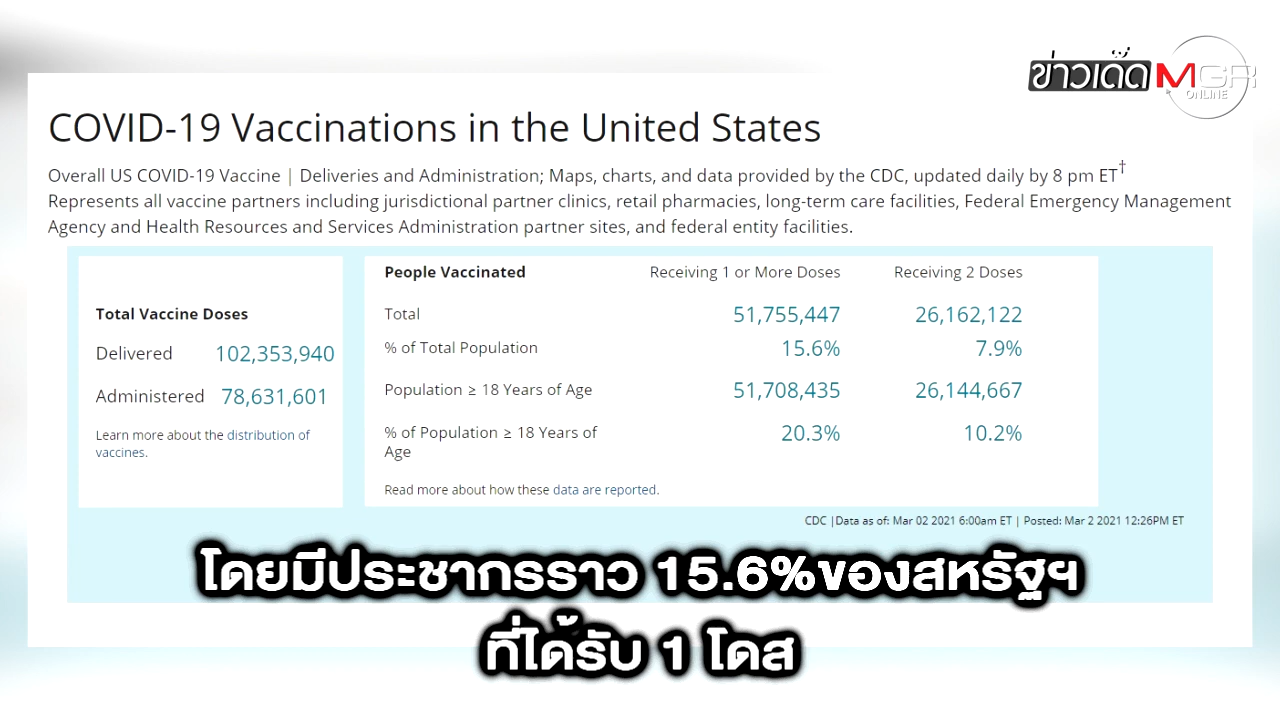 ข่าวเด็ด MGR
ONLINE
COVID-19 Vaccinations in the United States
Overall US COVID-19 Vaccine | Deliveries and Administration; Maps, charts, and data provided by the CDC, updated daily by 8 pm ET†
Represents all vaccine partners including jurisdictional partner clinics, retail pharmacies, long-term care facilities, Federal Emergency Management
Agency and Health Resources and Services Administration partner sites, and federal entity facilities.
Total Vaccine Doses
Delivered 102,353,940
Administered 78,631,601
Learn more about the distribution of
vaccines.
People Vaccinated Receiving 1 or More Doses Receiving 2 Doses
Total 51,755,447 26,162,122
% of Total Population 15.6% 7.9%
Population ≥ 18 Years of Age 51,708,435 26,144,667
% of Population ≥ 18 Years of 20.3% 10.2%
Age
Read more about how these data are reported.
CDC |Data as of: Mar 02 2021 6:00am ET | Posted: Mar 2 2021 12:26PM ET
โดยมีประชากรราว 15.6%ของสหรัฐฯ
ที่ได้รับ 1 โดส